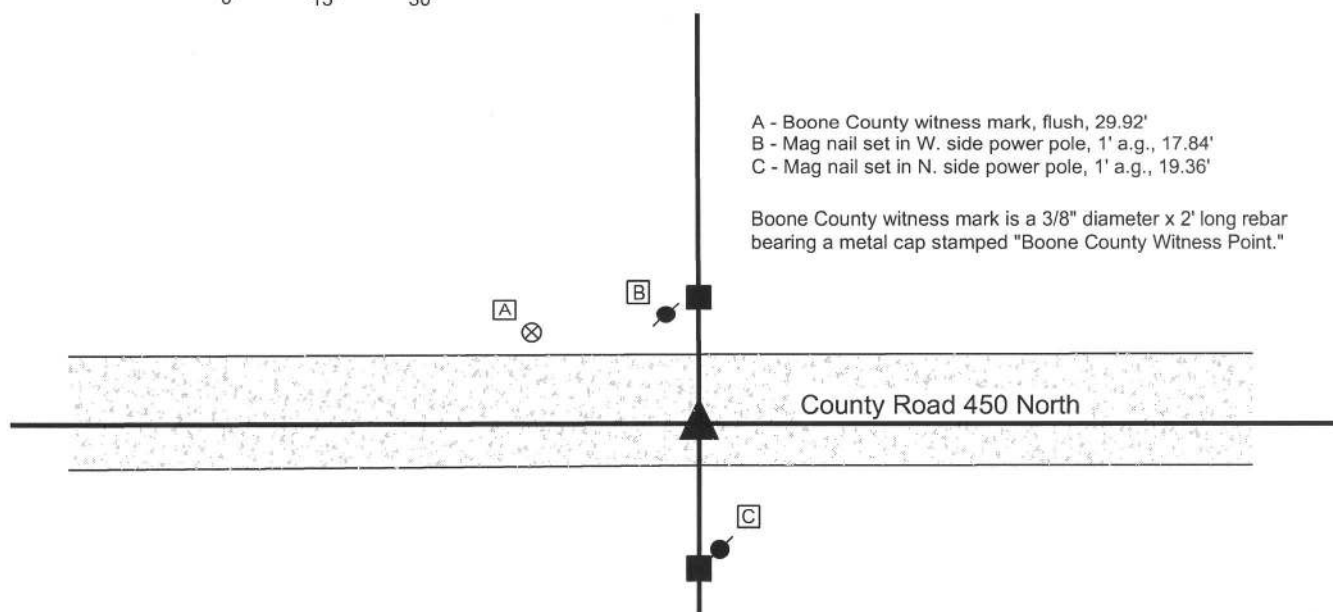 15 30
A - Boone County witness mark, flush, 29.92'
B - Mag nail set in W. side power pole, 1' a.g., 17.84'
C - Mag nail set in N. side power pole, 1' a.g., 19.36'
Boone County witness mark is a 3/8" diameter x 2' long rebar
bearing a metal cap stamped "Boone County Witness Point."
B
A
County Road 450 North
C